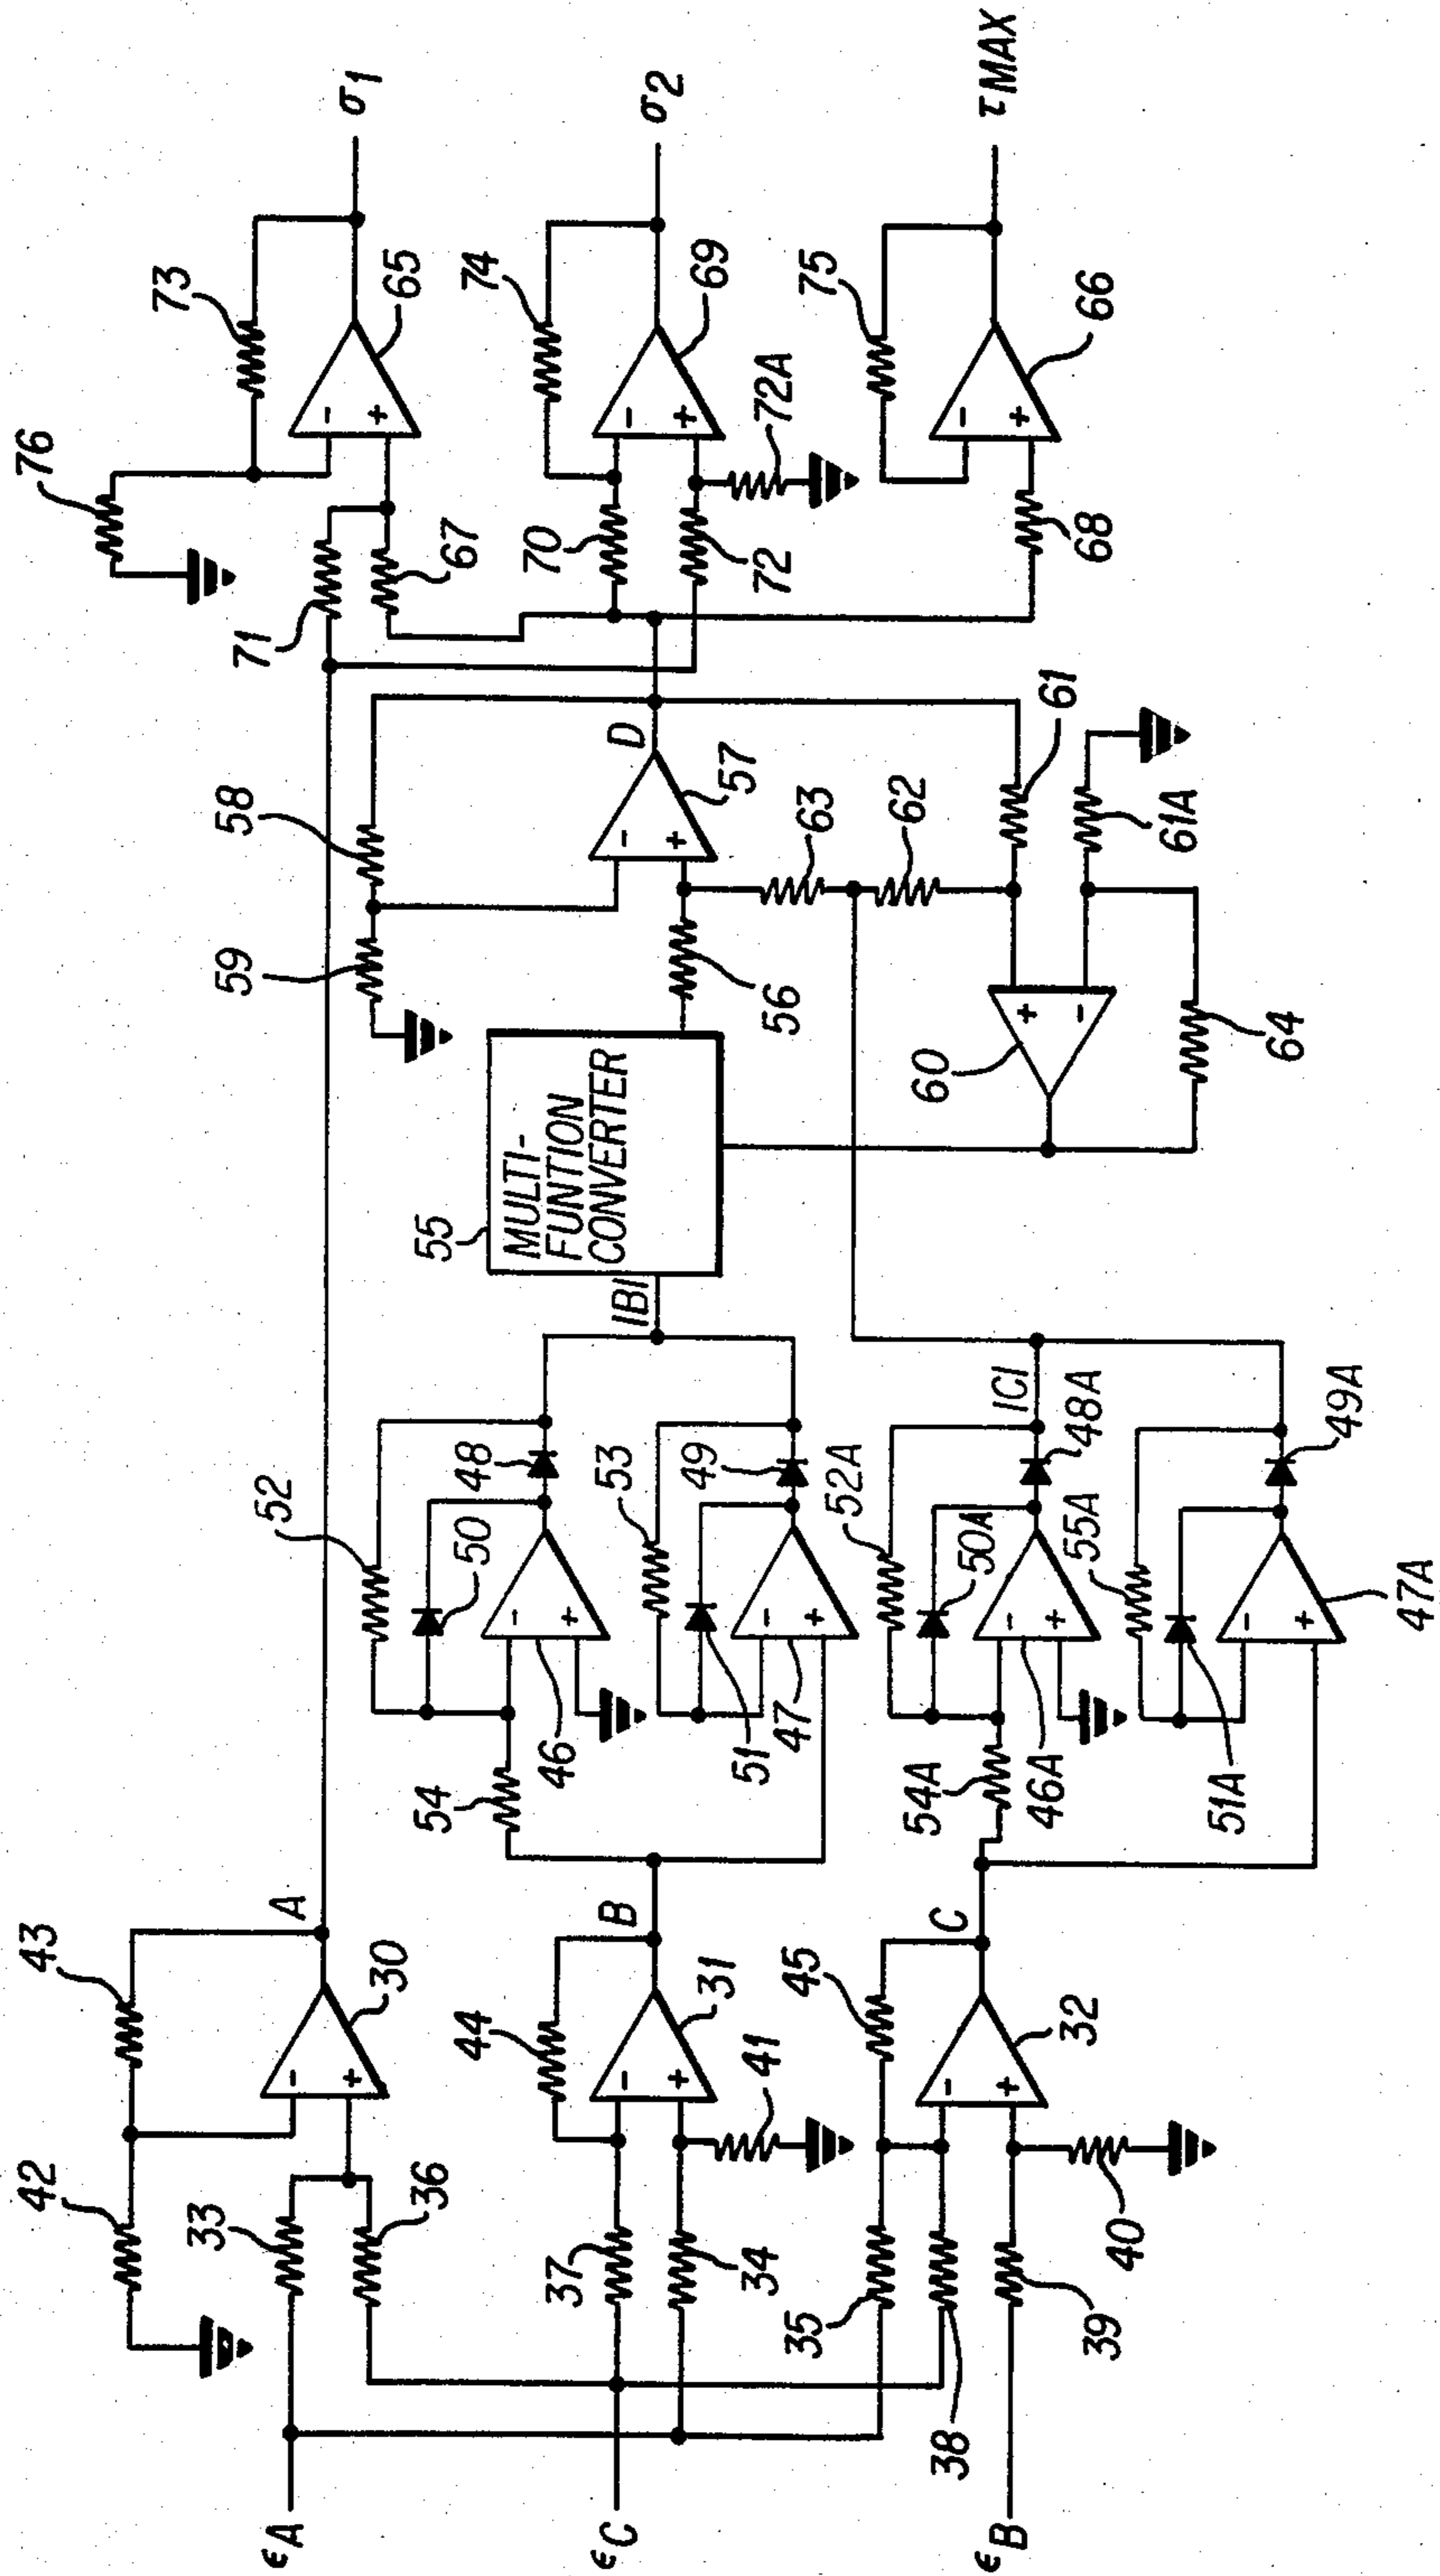 76
42
43
73
71
33
59
58
36
A
30
67
65
σ1
εA
52
54
50
48
55
MULTI-
FUNTION
CONVERTER
70
74
37
44
46
|B|
D
σ2
εC
34
B
31
53
49
56
57
72
69
41
51
47
63
72A
35
45
52A
75
38
C
54A
50A
|C|
60
62
61
68
τMAX
εB
39
32
46A
48A
66
40
55A
61A
51A
49A
64
47A
-
+
-
+
-
+
-
+
-
+
-
+
-
+
-
+
+
-
-
+
-
+
-
+